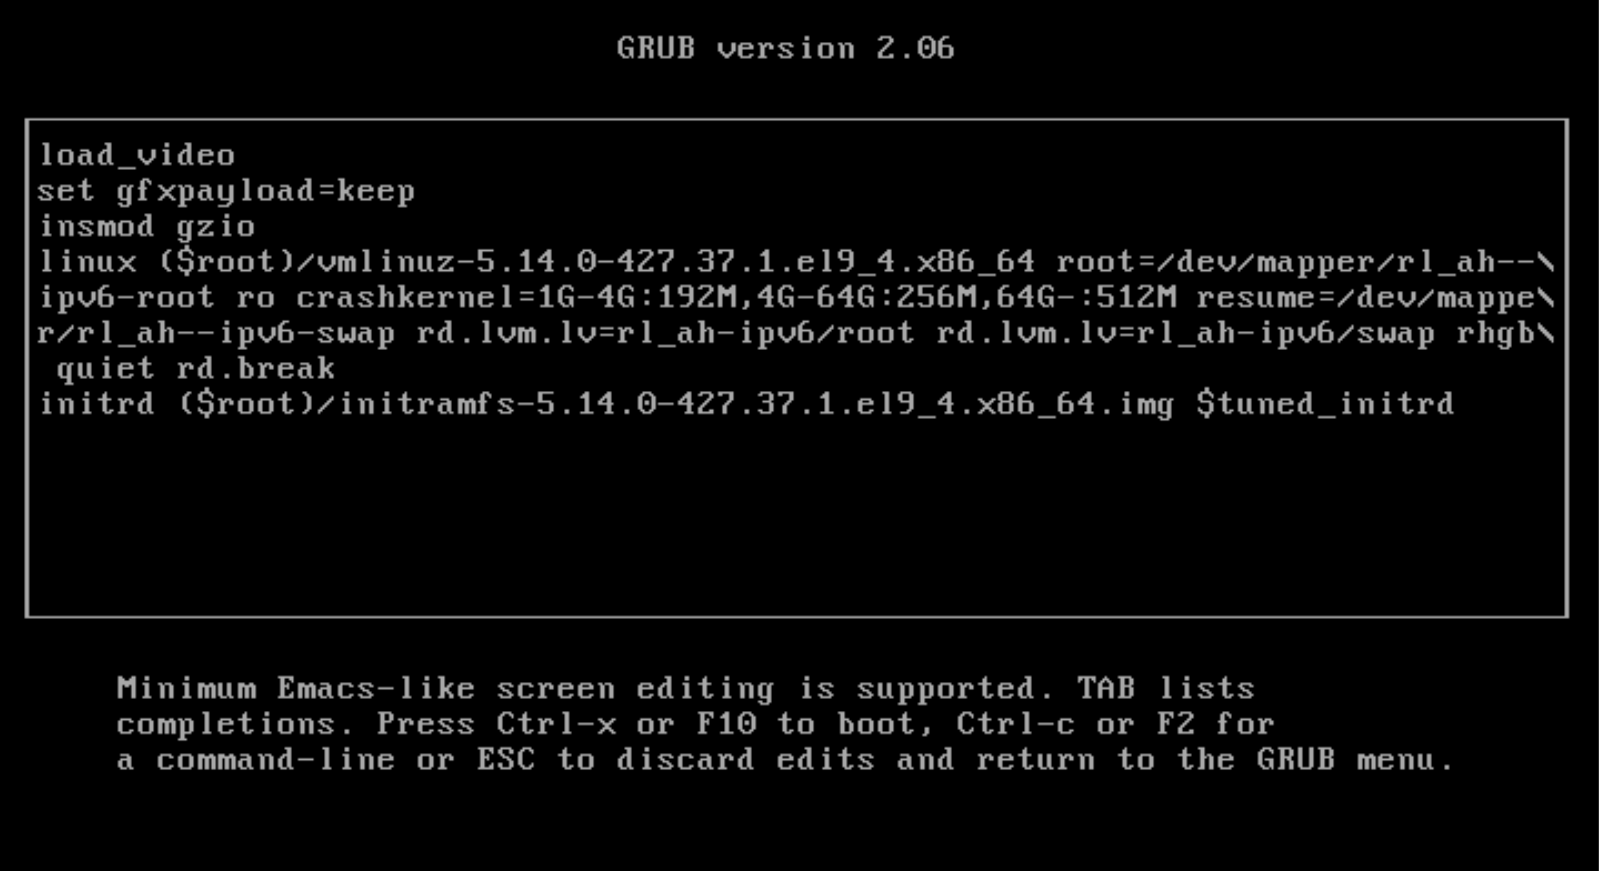 GRUB version 2.06
load_video
set gfxpayload=keep
insmod gzio
linux ($root)/vmlinuz-5.14.0-427.37.1.el9_4.x86_64 root=/dev/mapper/rl_ah--\
ipv6-root ro crashkernel=1G-4G:192M,4G-64G:256M,64G-:512M resume=/dev/mappe\
r/rl_ah--ipv6-swap rd.lvm.lv=rl_ah-ipv6/root rd.lvm.lv=rl_ah-ipv6/swap rhgb\
 quiet rd.break
initrd ($root)/initramfs-5.14.0-427.37.1.el9_4.x86_64.img $tuned_initrd
Minimum Emacs-like screen editing is supported. TAB lists
completions. Press Ctrl-x or F10 to boot, Ctrl-c or F2 for
a command-line or ESC to discard edits and return to the GRUB menu.